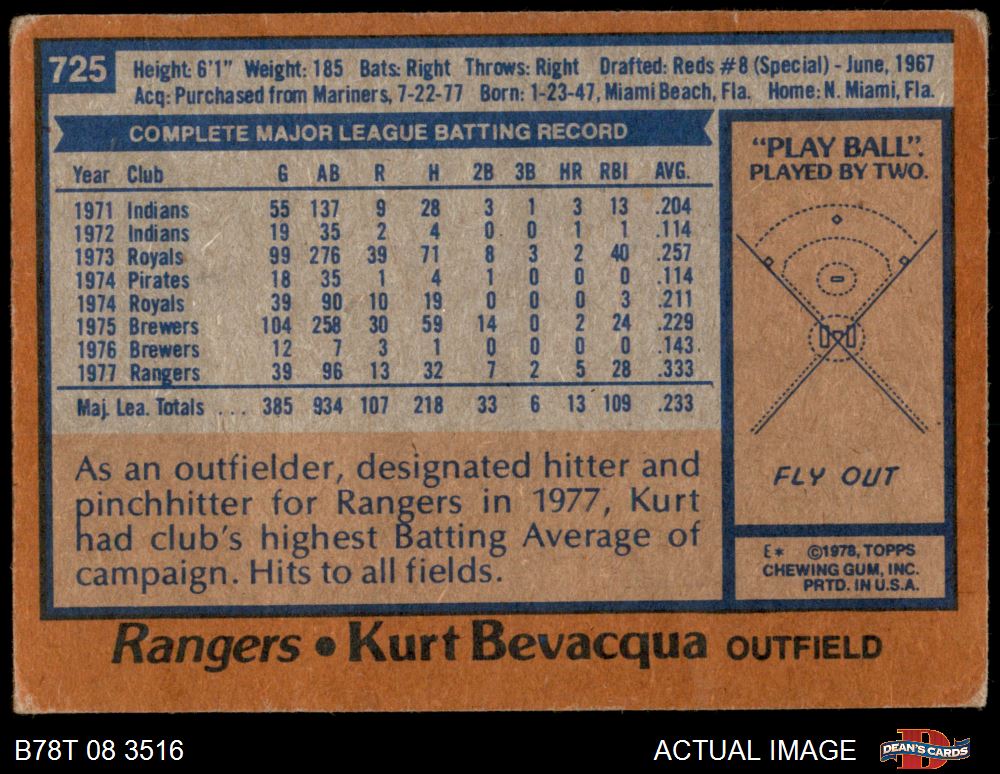 725
Height: 6'1" Weight: 185 Bats: Right Throws: Right Drafted: Reds #8 (Special) - June, 1967
Acq: Purchased from Mariners, 7-22-77 Born: 1-23-47, Miami Beach, Fla. Home: N. Miami, Fla.
COMPLETE MAJOR LEAGUE BATTING RECORD
Year Club G AB R H 2B 3B HR RBI AVG.
1971 Indians 55 137 9 28 3 1 3 13 .204
1972 Indians 19 35 2 4 0 0 1 1 .114
1973 Royals 99 276 39 71 8 3 2 40 .257
1974 Pirates 18 35 1 4 1 0 0 0 .114
1974 Royals 39 90 10 19 0 0 0 3 .211
1975 Brewers 104 258 30 59 14 0 2 24 .229
1976 Brewers 12 7 3 1 0 0 0 0 .143
1977 Rangers 39 96 13 32 7 2 5 28 .333
Maj. Lea. Totals ... 385 934 107 218 33 6 13 109 .233
As an outfielder, designated hitter and
pinchhitter for Rangers in 1977, Kurt
had club's highest Batting Average of
campaign. Hits to all fields.
"PLAY BALL".
PLAYED BY TWO.
FLY OUT
E* ©1978, TOPPS
CHEWING GUM, INC.
PRTD. IN U.S.A.
Rangers • Kurt Bevacqua OUTFIELD
B78T 08 3516
ACTUAL IMAGE
DEAN'S CARDS